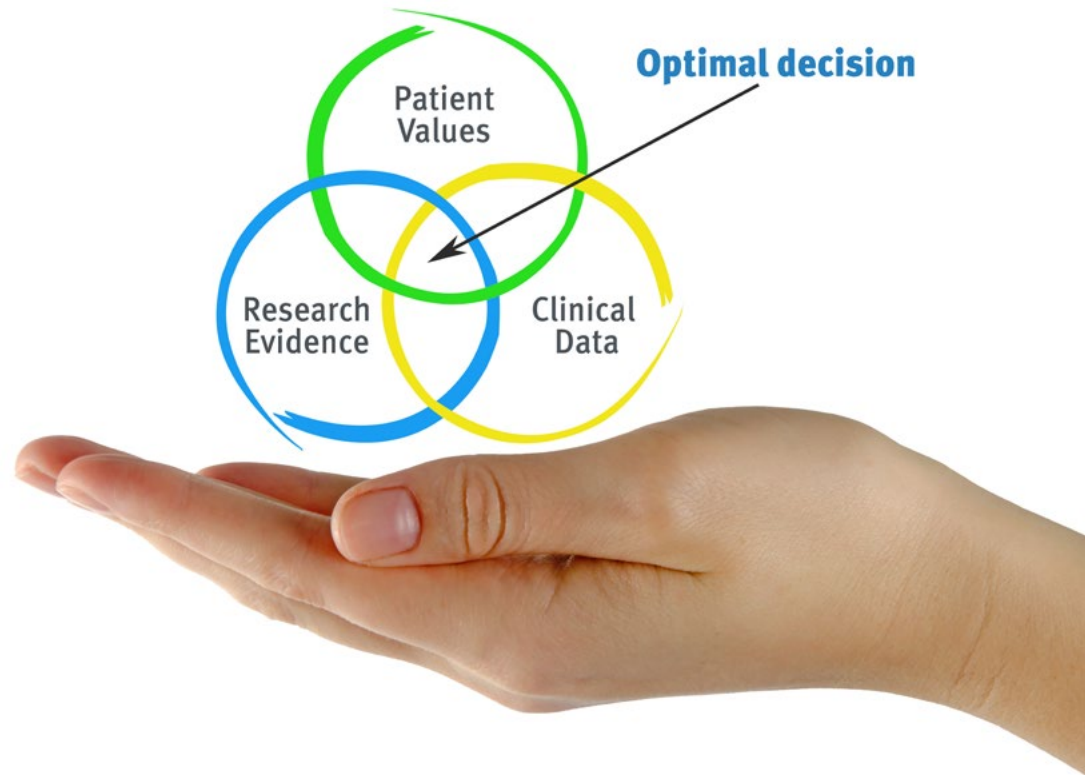 Optimal decision
Patient
Values
Research
Evidence
Clinical
Data